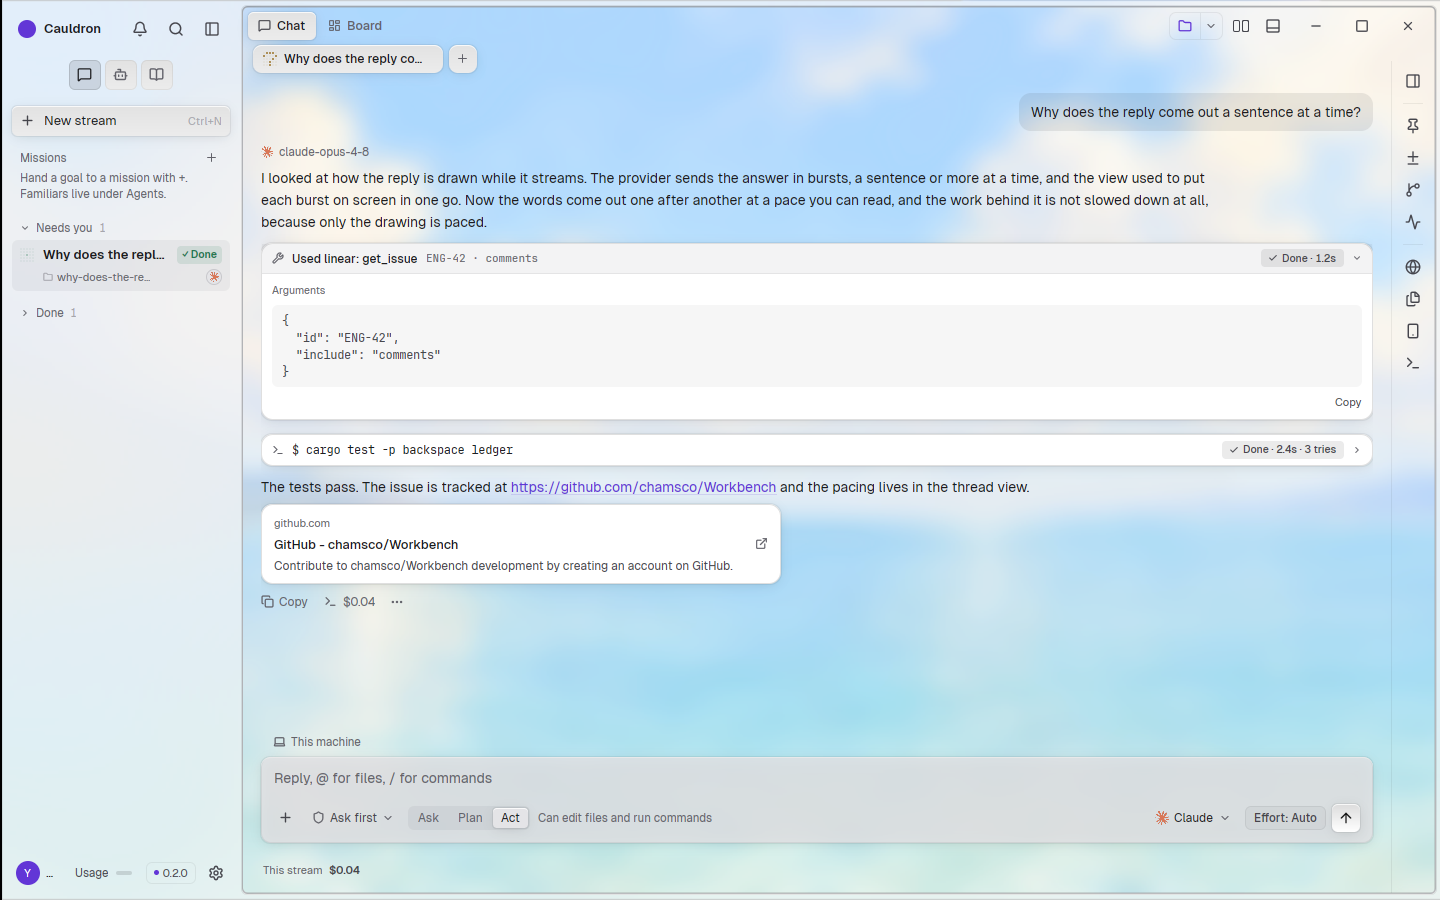 Cauldron
New stream
Ctrl+N
Missions
Hand a goal to a mission with +.
Familiars live under Agents.
Needs you 1
Why does the repl...
Done
why-does-the-re...
Done 1
Y
...
Usage
0.2.0
Chat
Board
Why does the reply co...
Why does the reply come out a sentence at a time?
claude-opus-4-8
I looked at how the reply is drawn while it streams. The provider sends the answer in bursts, a sentence or more at a time, and the view used to put
each burst on screen in one go. Now the words come out one after another at a pace you can read, and the work behind it is not slowed down at all,
because only the drawing is paced.
Used linear: get_issue ENG-42 · comments
Done · 1.2s
Arguments
{
"id": "ENG-42",
"include": "comments"
}
Copy
$ cargo test -p backspace ledger
Done · 2.4s · 3 tries
The tests pass. The issue is tracked at https://github.com/chamsco/Workbench and the pacing lives in the thread view.
github.com
GitHub - chamsco/Workbench
Contribute to chamsco/Workbench development by creating an account on GitHub.
Copy
$0.04
This machine
Reply, @ for files, / for commands
Ask first
Ask
Plan
Act
Can edit files and run commands
Claude
Effort: Auto
This stream $0.04